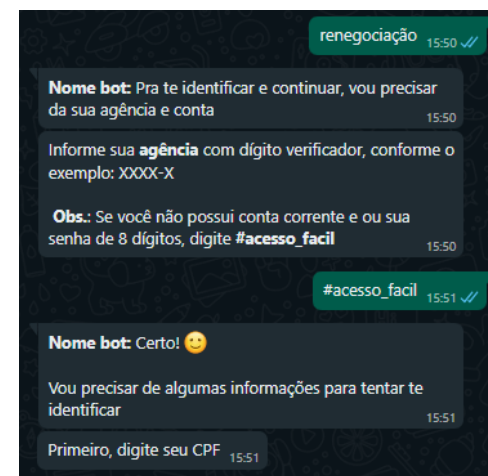 renegociação 15:50
Nome bot: Pra te identificar e continuar, vou precisar
da sua agência e conta
15:50
Informe sua agência com dígito verificador, conforme o
exemplo: XXXX-X
Obs.: Se você não possui conta corrente e ou sua
senha de 8 dígitos, digite #acesso_facil
15:50
#acesso_facil 15:51
Nome bot: Certo! 🙂
Vou precisar de algumas informações para tentar te
identificar
15:51
Primeiro, digite seu CPF 15:51